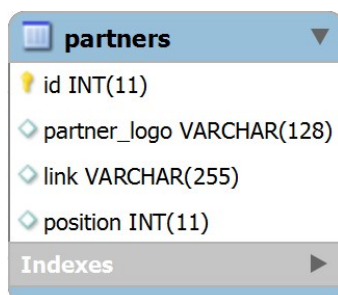 partners
id INT(11)
partner_logo VARCHAR(128)
link VARCHAR(255)
position INT(11)
Indexes